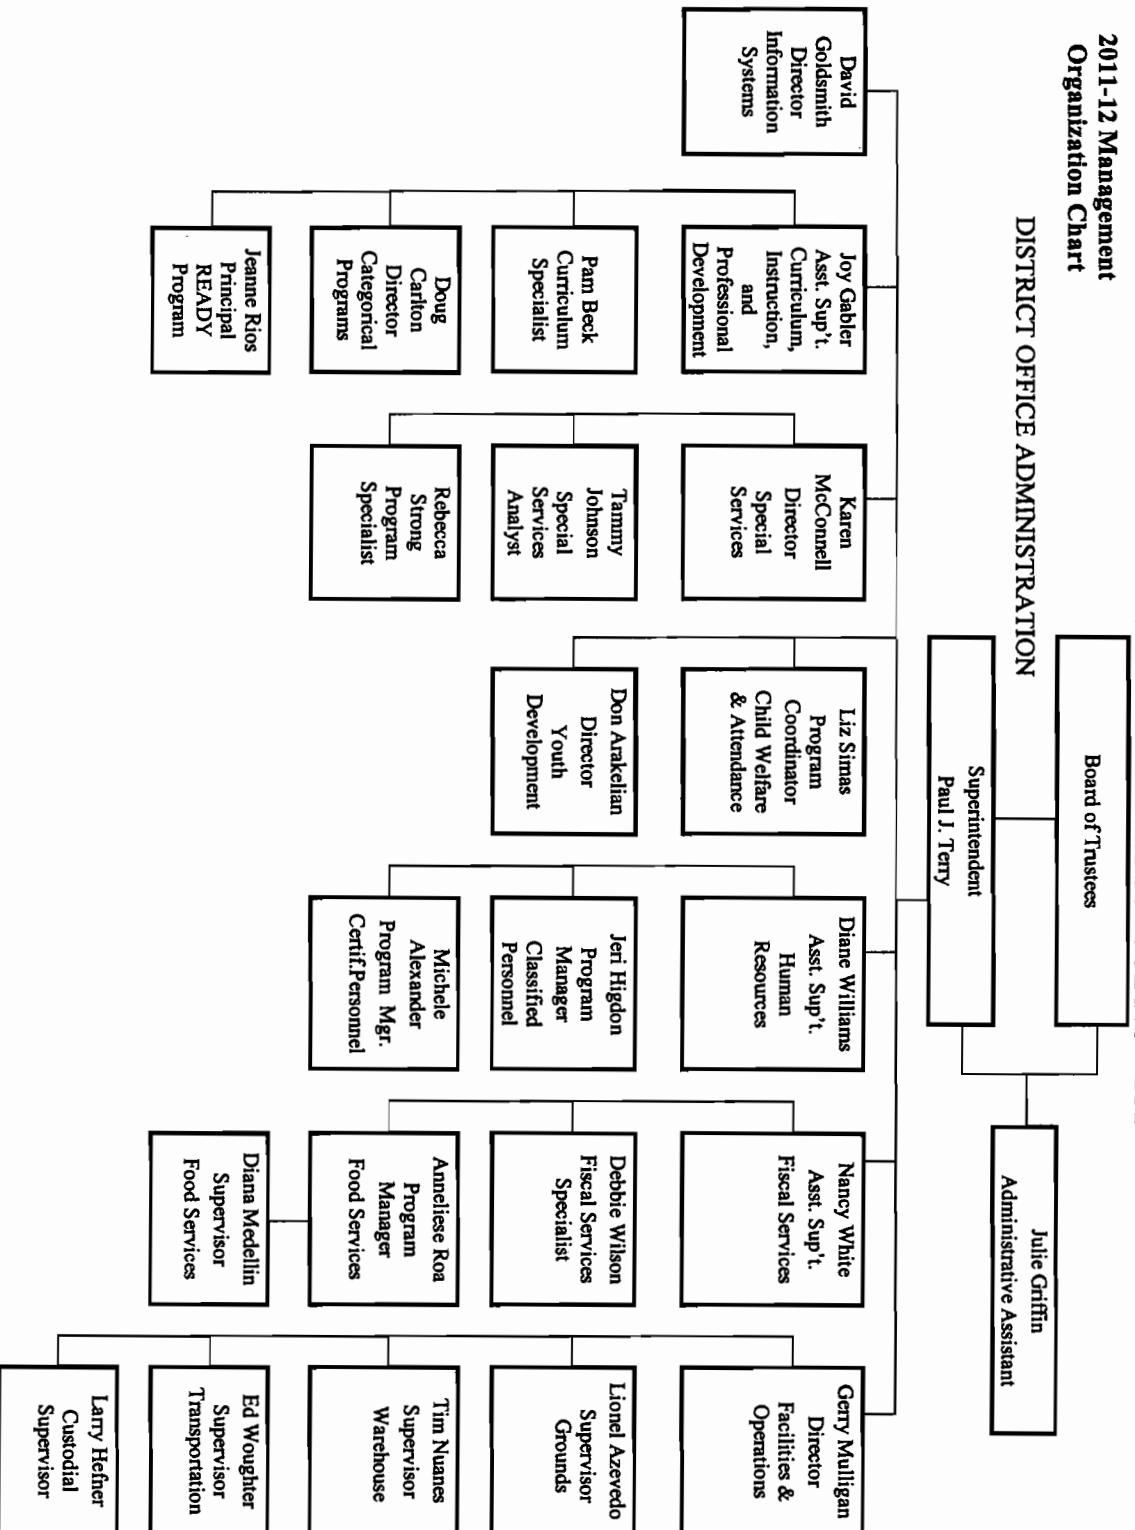 2011-12 Management
Organization Chart
DISTRICT OFFICE ADMINISTRATION
Board of Trustees
Superintendent
Paul J. Terry
Julie Griffin
Administrative Assistant
David
Goldsmith
Director
Information
Systems
Joy Gabler
Asst. Sup't.
Curriculum,
Instruction,
and
Professional
Development
Pam Beck
Curriculum
Specialist
Doug
Carlton
Director
Categorical
Programs
Jeanne Rios
Principal
READY
Program
Karen
McConnell
Director
Special
Services
Tammy
Johnson
Special
Services
Analyst
Rebecca
Strong
Program
Specialist
Liz Simas
Program
Coordinator
Child Welfare
& Attendance
Don Arakelian
Director
Youth
Development
Diane Williams
Asst. Sup't.
Human
Resources
Jeri Higdon
Program
Manager
Classified
Personnel
Michele
Alexander
Program Mgr.
Certif.Personnel
Nancy White
Asst. Sup't.
Fiscal Services
Debbie Wilson
Fiscal Services
Specialist
Anneliese Roa
Program
Manager
Food Services
Diana Medellin
Supervisor
Food Services
Gerry Mulligan
Director
Facilities &
Operations
Lionel Azevedo
Supervisor
Grounds
Tim Nuanes
Supervisor
Warehouse
Ed Woughter
Supervisor
Transportation
Larry Hefner
Custodial
Supervisor